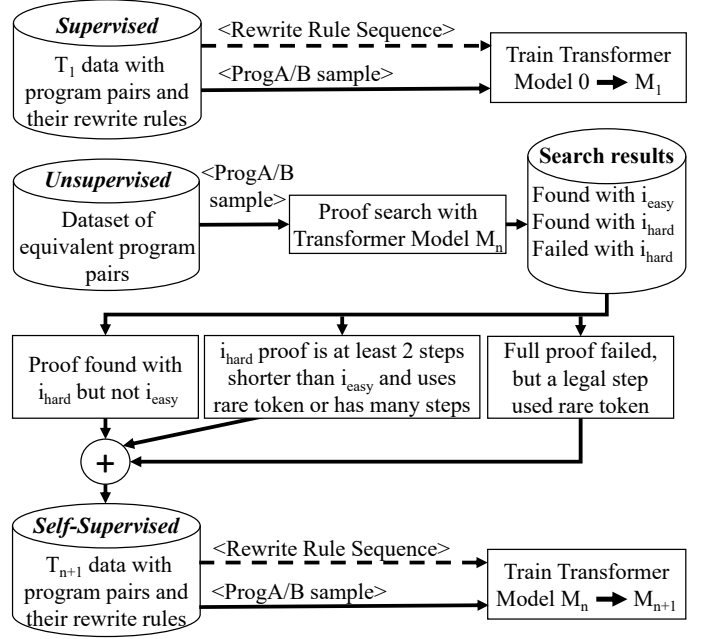 Supervised
T1 data with
program pairs and
their rewrite rules
<Rewrite Rule Sequence>
<ProgA/B sample>
Train Transformer
Model 0 → M1
Unsupervised
Dataset of
equivalent program
pairs
<ProgA/B
sample>
Proof search with
Transformer Model Mn
Search results
Found with ieasy
Found with ihard
Failed with ihard
Proof found with
ihard but not ieasy
ihard proof is at least 2 steps
shorter than ieasy and uses
rare token or has many steps
Full proof failed,
but a legal step
used rare token
+
Self-Supervised
Tn+1 data with
program pairs and
their rewrite rules
<Rewrite Rule Sequence>
<ProgA/B sample>
Train Transformer
Model Mn → Mn+1